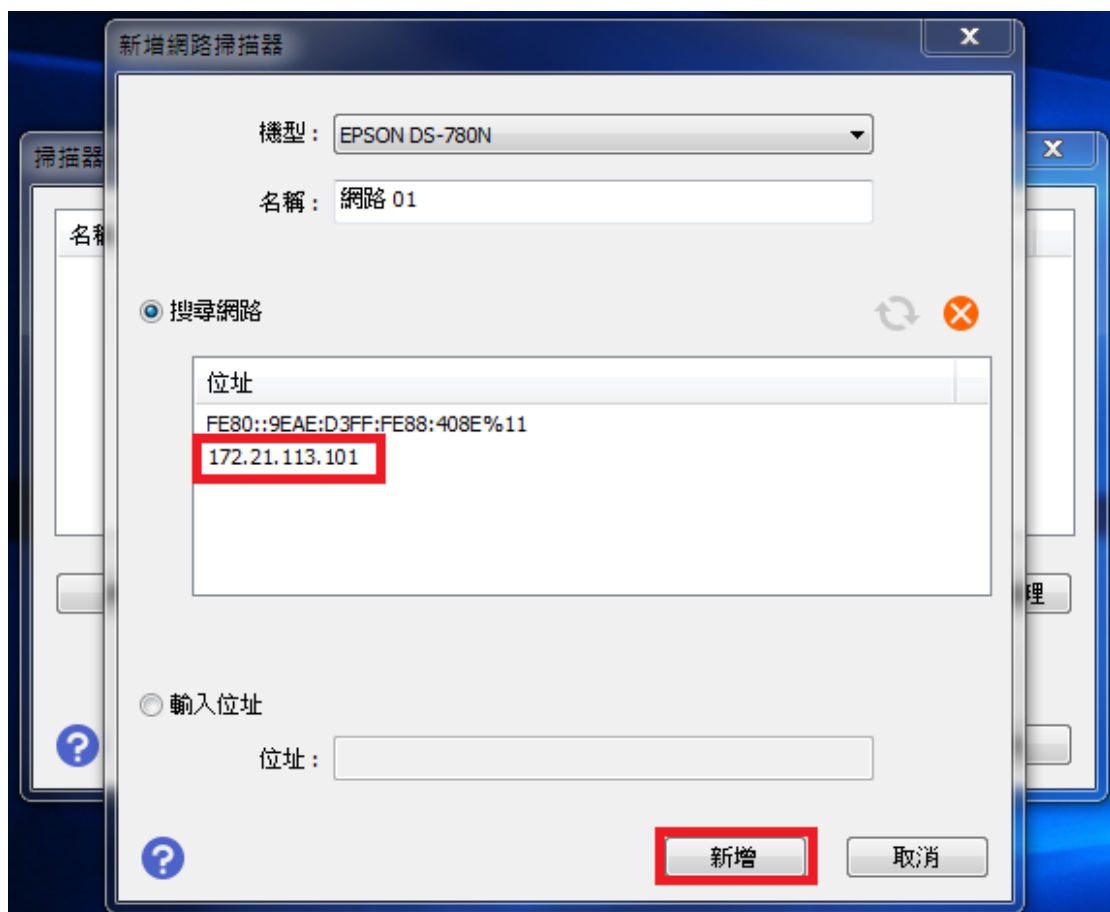 新增網路掃描器
機型： EPSON DS-780N
掃描器
名稱： 網路 01
名稱
搜尋網路
位址
FE80::9EAE:D3FF:FE88:408E%11
172.21.113.101
理
輸入位址
位址：
新增 取消